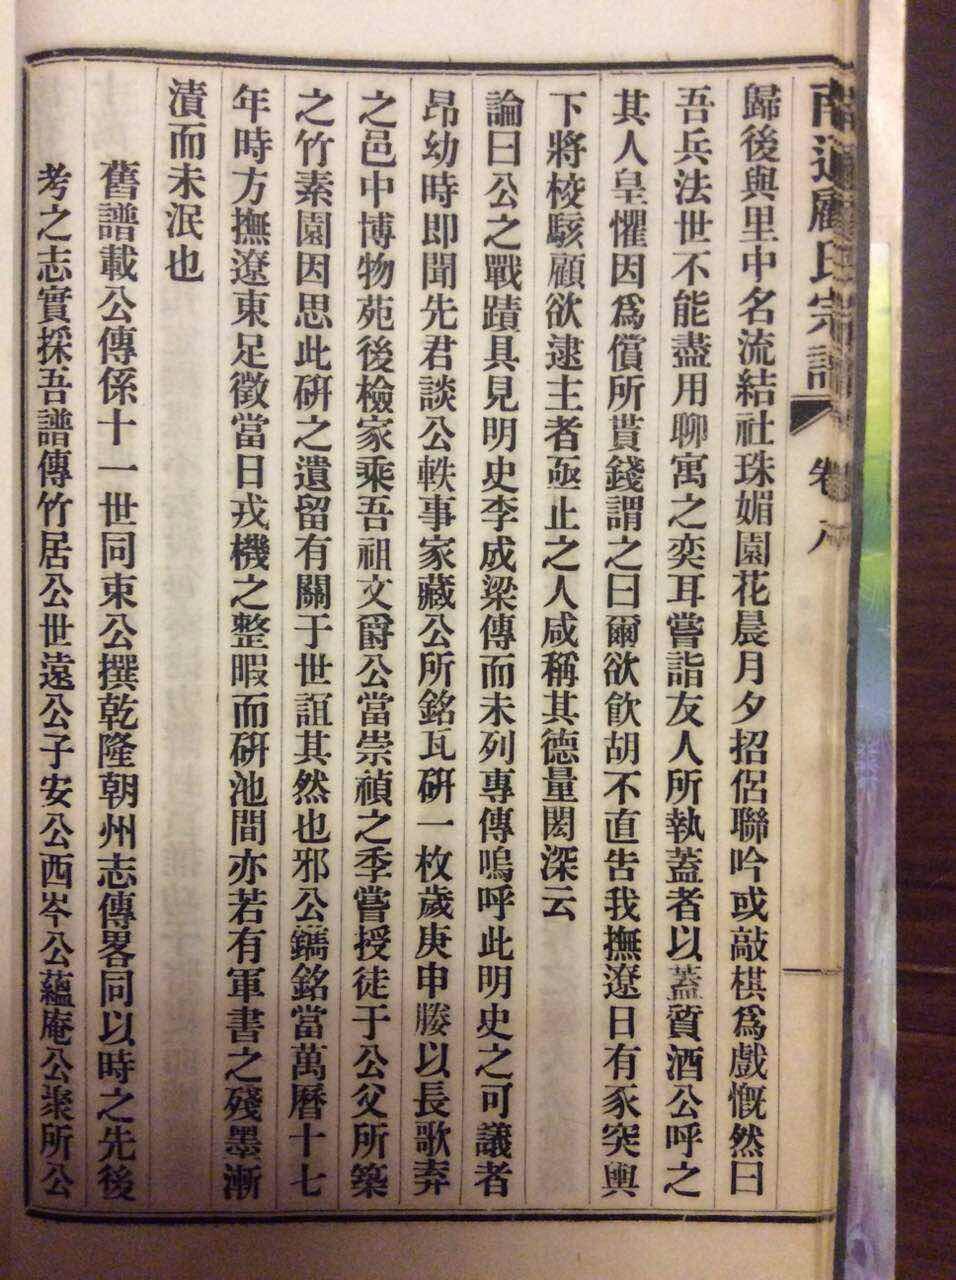 南通顧氏宗譜 卷八
歸後與里中名流結社珠媚園花晨月夕招侶聯吟或敲棋爲戲慨然曰
吾兵法世不能盡用聊寓之奕耳嘗詣友人所執蓋者以蓋質酒公呼之
其人皇懼因爲償所貰錢謂之曰爾欲飮胡不直告我撫遼日有豕突輿
下將校駭顧欲逮主者亟止之人咸稱其德量閎深云
論曰公之戰蹟具見明史李成梁傳而未列專傳嗚呼此明史之可議者
昂幼時即聞先君談公軼事家藏公所銘瓦硏一枚歲庚申媵以長歌弆
之邑中博物苑後檢家乘吾祖文爵公當崇禎之季嘗授徒于公父所築
之竹素園因思此硏之遺留有關于世誼其然也邪公鐫銘當萬曆十七
年時方撫遼東足徵當日戎機之整暇而硏池間亦若有軍書之殘墨漸
漬而未泯也
舊譜載公傳係十一世同束公撰乾隆朝州志傳畧同以時之先後
考之志實採吾譜傳竹居公世遠公子安公西岑公蘊庵公聚所公